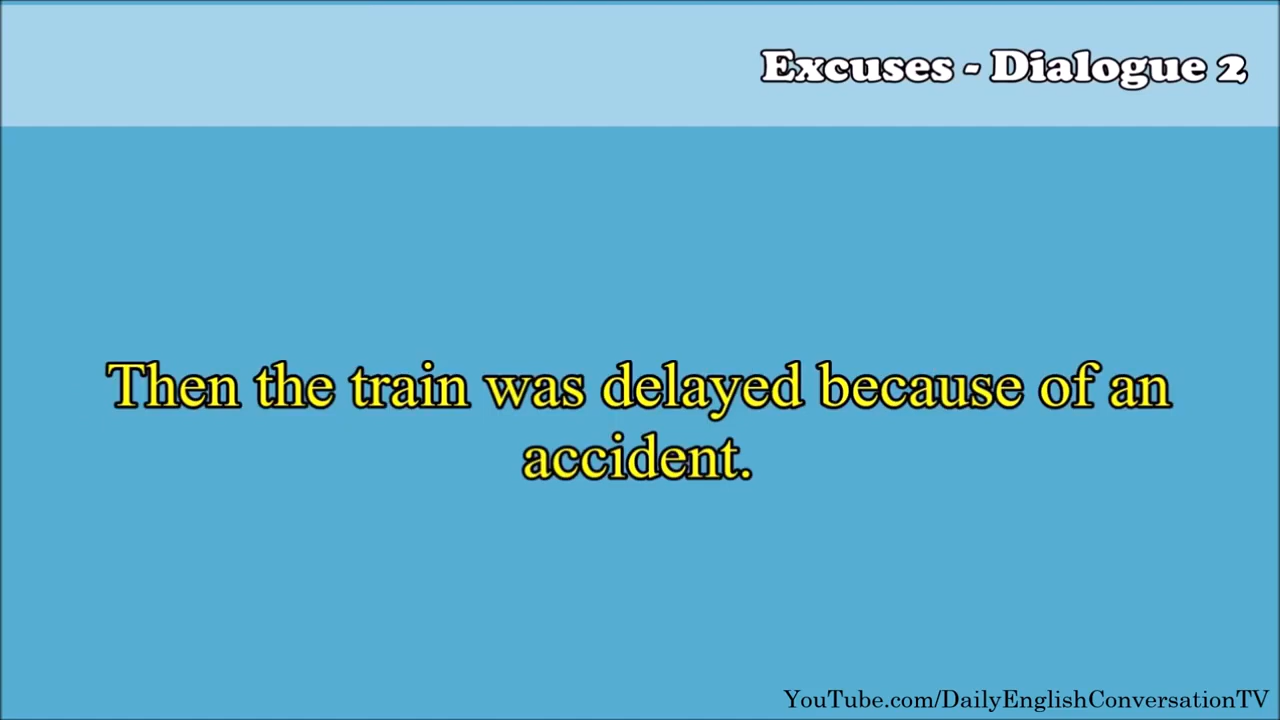 Excuses - Dialogue 2
Then the train was delayed because of an
accident.
YouTube.com/DailyEnglishConversationTV